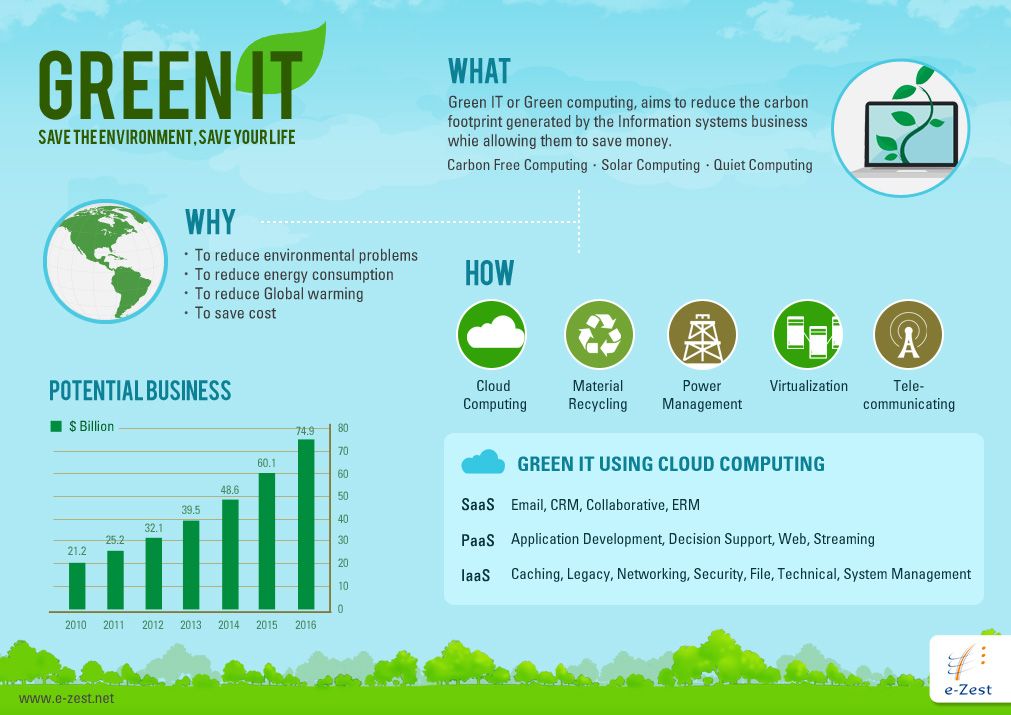 GREEN IT
SAVE THE ENVIRONMENT, SAVE YOUR LIFE
WHAT
Green IT or Green computing, aims to reduce the carbon
footprint generated by the Information systems business
whie allowing them to save money.
Carbon Free Computing · Solar Computing · Quiet Computing
WHY
· To reduce environmental problems
· To reduce energy consumption
· To reduce Global warming
· To save cost
HOW
Cloud
Computing
Material
Recycling
Power
Management
Virtualization
Tele-
communicating
POTENTIAL BUSINESS
$ Billion
80
70
60
50
40
30
20
10
0
21.2
25.2
32.1
39.5
48.6
60.1
74.9
2010 2011 2012 2013 2014 2015 2016
GREEN IT USING CLOUD COMPUTING
SaaS Email, CRM, Collaborative, ERM
PaaS Application Development, Decision Support, Web, Streaming
IaaS Caching, Legacy, Networking, Security, File, Technical, System Management
www.e-zest.net
e-Zest